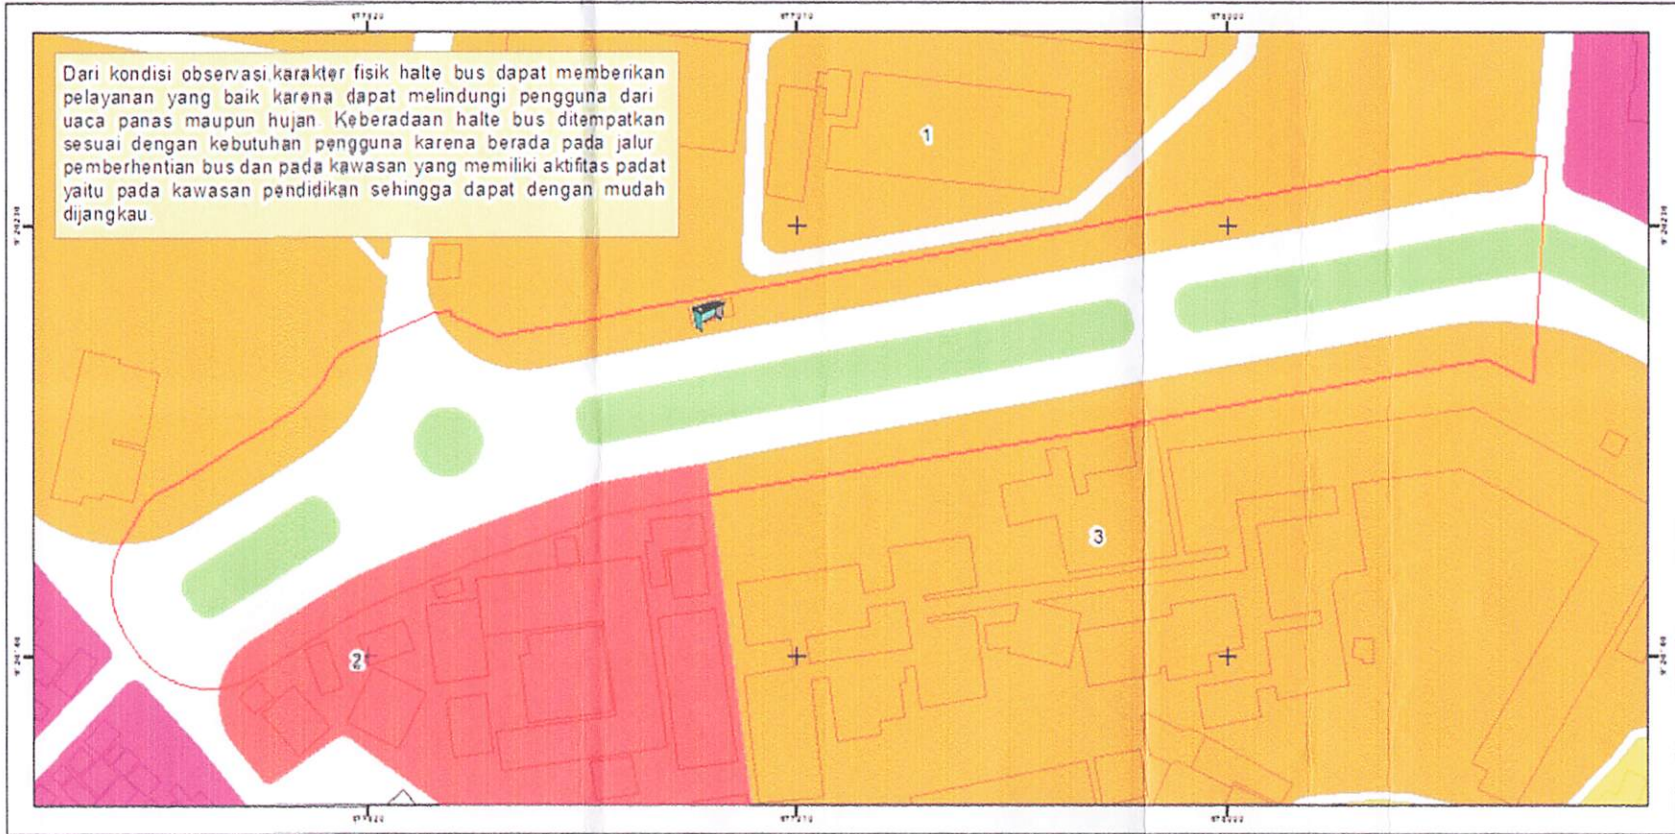 Dari kondisi observasi,karakter fisik halte bus dapat memberikan
pelayanan yang baik karena dapat melindungi pengguna dari
uaca panas maupun hujan. Keberadaan halte bus ditempatkan
sesuai dengan kebutuhan pengguna karena berada pada jalur
pemberhentian bus dan pada kawasan yang memiliki aktifitas padat
yaitu pada kawasan pendidikan sehingga dapat dengan mudah
dijangkau.
1
2
3